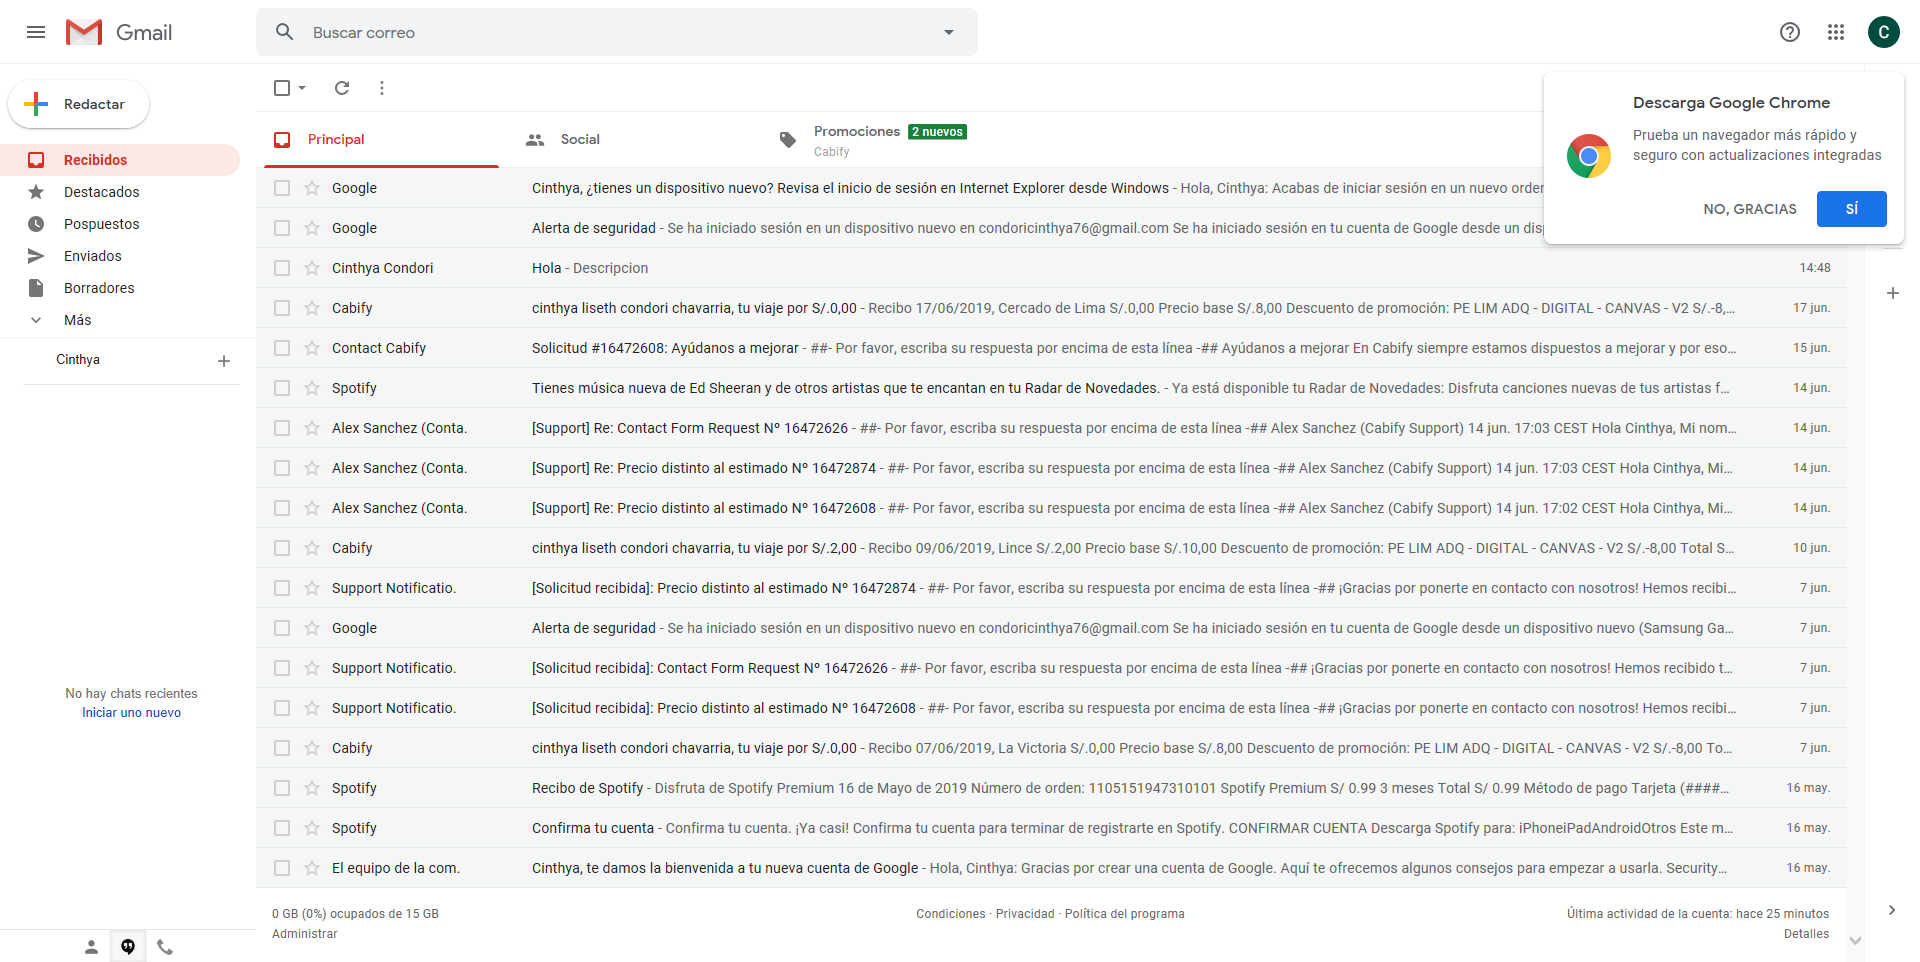 Gmail
Buscar correo
C
Redactar
Recibidos
Destacados
Pospuestos
Enviados
Borradores
Más
Cinthya
No hay chats recientes
Iniciar uno nuevo
Principal
Social
Promociones 2 nuevos
Cabify
Descarga Google Chrome
Prueba un navegador más rápido y
seguro con actualizaciones integradas
NO, GRACIAS SÍ
Google Cinthya, ¿tienes un dispositivo nuevo? Revisa el inicio de sesión en Internet Explorer desde Windows - Hola, Cinthya: Acabas de iniciar sesión en un nuevo orde
Google Alerta de seguridad - Se ha iniciado sesión en un dispositivo nuevo en condoricinthya76@gmail.com Se ha iniciado sesión en tu cuenta de Google desde un dis
Cinthya Condori Hola - Descripcion 14:48
Cabify cinthya liseth condori chavarria, tu viaje por S/.0,00 - Recibo 17/06/2019, Cercado de Lima S/.0,00 Precio base S/.8,00 Descuento de promoción: PE LIM ADQ - DIGITAL - CANVAS - V2 S/.-8,... 17 jun.
Contact Cabify Solicitud #16472608: Ayúdanos a mejorar - ##- Por favor, escriba su respuesta por encima de esta línea -## Ayúdanos a mejorar En Cabify siempre estamos dispuestos a mejorar y por eso... 15 jun.
Spotify Tienes música nueva de Ed Sheeran y de otros artistas que te encantan en tu Radar de Novedades. - Ya está disponible tu Radar de Novedades: Disfruta canciones nuevas de tus artistas f... 14 jun.
Alex Sanchez (Conta. [Support] Re: Contact Form Request Nº 16472626 - ##- Por favor, escriba su respuesta por encima de esta línea -## Alex Sanchez (Cabify Support) 14 jun. 17:03 CEST Hola Cinthya, Mi nom... 14 jun.
Alex Sanchez (Conta. [Support] Re: Precio distinto al estimado Nº 16472874 - ##- Por favor, escriba su respuesta por encima de esta línea -## Alex Sanchez (Cabify Support) 14 jun. 17:03 CEST Hola Cinthya, Mi... 14 jun.
Alex Sanchez (Conta. [Support] Re: Precio distinto al estimado Nº 16472608 - ##- Por favor, escriba su respuesta por encima de esta línea -## Alex Sanchez (Cabify Support) 14 jun. 17:02 CEST Hola Cinthya, Mi... 14 jun.
Cabify cinthya liseth condori chavarria, tu viaje por S/.2,00 - Recibo 09/06/2019, Lince S/.2,00 Precio base S/.10,00 Descuento de promoción: PE LIM ADQ - DIGITAL - CANVAS - V2 S/.-8,00 Total S... 10 jun.
Support Notificatio. [Solicitud recibida]: Precio distinto al estimado Nº 16472874 - ##- Por favor, escriba su respuesta por encima de esta línea -## ¡Gracias por ponerte en contacto con nosotros! Hemos recibi... 7 jun.
Google Alerta de seguridad - Se ha iniciado sesión en un dispositivo nuevo en condoricinthya76@gmail.com Se ha iniciado sesión en tu cuenta de Google desde un dispositivo nuevo (Samsung Ga... 7 jun.
Support Notificatio. [Solicitud recibida]: Contact Form Request Nº 16472626 - ##- Por favor, escriba su respuesta por encima de esta línea -## ¡Gracias por ponerte en contacto con nosotros! Hemos recibido t... 7 jun.
Support Notificatio. [Solicitud recibida]: Precio distinto al estimado Nº 16472608 - ##- Por favor, escriba su respuesta por encima de esta línea -## ¡Gracias por ponerte en contacto con nosotros! Hemos recibi... 7 jun.
Cabify cinthya liseth condori chavarria, tu viaje por S/.0,00 - Recibo 07/06/2019, La Victoria S/.0,00 Precio base S/.8,00 Descuento de promoción: PE LIM ADQ - DIGITAL - CANVAS - V2 S/.-8,00 To... 7 jun.
Spotify Recibo de Spotify - Disfruta de Spotify Premium 16 de Mayo de 2019 Número de orden: 1105151947310101 Spotify Premium S/ 0.99 3 meses Total S/ 0.99 Método de pago Tarjeta (####... 16 may.
Spotify Confirma tu cuenta - Confirma tu cuenta. ¡Ya casi! Confirma tu cuenta para terminar de registrarte en Spotify. CONFIRMAR CUENTA Descarga Spotify para: iPhoneiPadAndroidOtros Este m... 16 may.
El equipo de la com. Cinthya, te damos la bienvenida a tu nueva cuenta de Google - Hola, Cinthya: Gracias por crear una cuenta de Google. Aquí te ofrecemos algunos consejos para empezar a usarla. Security... 16 may.
0 GB (0%) ocupados de 15 GB
Administrar
Condiciones · Privacidad · Política del programa
Última actividad de la cuenta: hace 25 minutos
Detalles